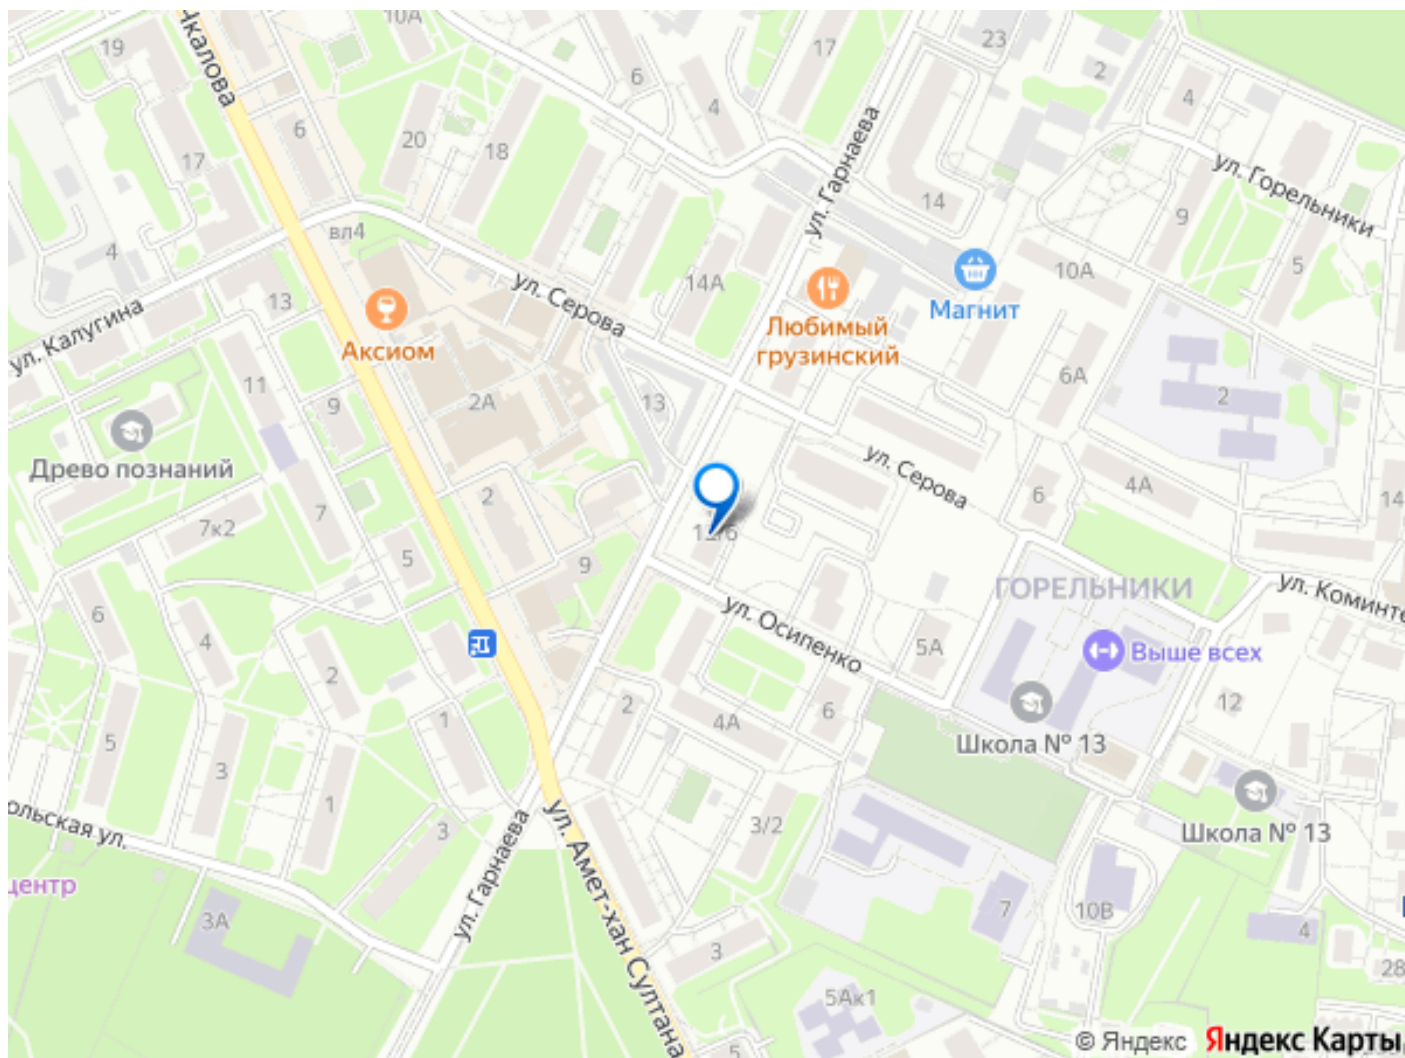 Чкалова
19
10А
17
23
2
6
4
4
6
20
18
17
ул. Гарнаева
ул. Горельники
14
9
вл4
4
5
ул. Серова
14А
10А
13
Магнит
ул. Калугина
Любимый
грузинский
Аксиом
11
9
2А
13
6А
2
Древо познаний
ул. Серова
7к2
7
2
6
4А
14
5
9
ГОРЕЛЬНИКИ
ул. Коминте
6
4
ул. Осипенко
5А
Выше всех
2
12
1
2
4А
6
5
3
Школа № 13
1
3
3/2
Школа № 13
ольская ул.
ул. Гарнаева
ул. Амет-хан Султана
центр
3А
7
10В
4
3
28
5Ак1
5
© Яндекс
Яндекс Карты